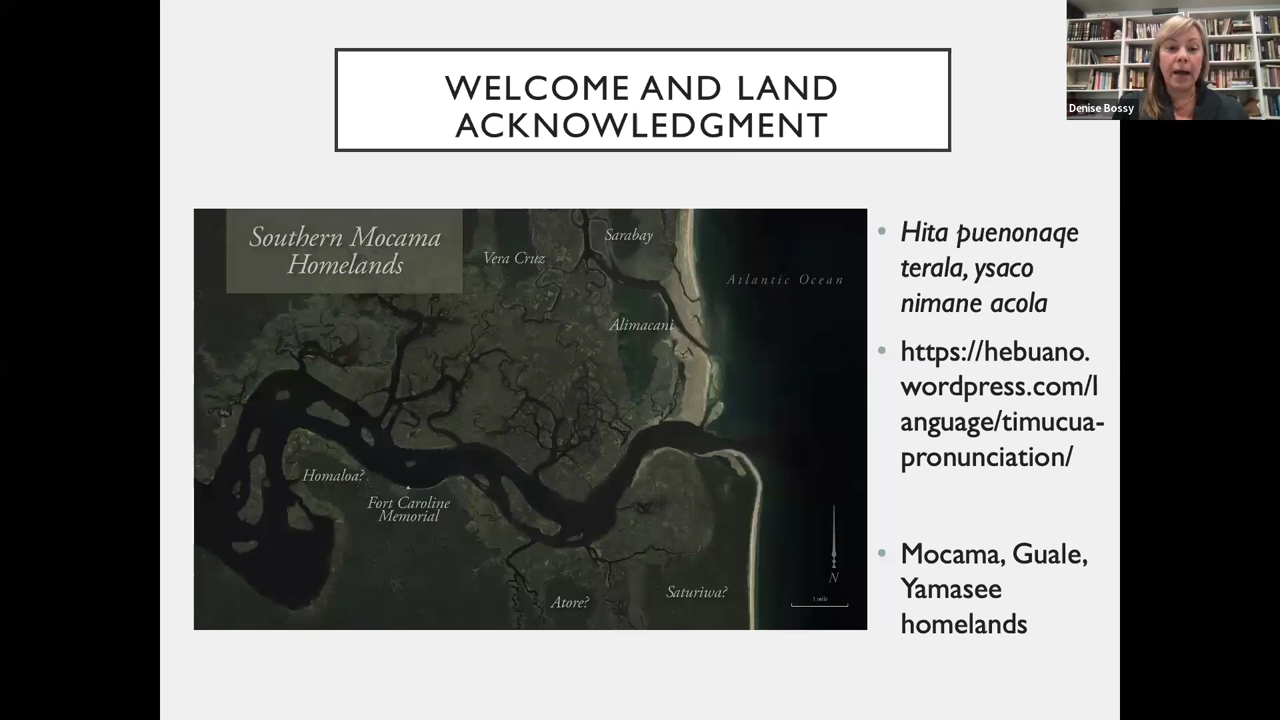 WELCOME AND LAND
ACKNOWLEDGMENT
Denise Bossy
Southern Mocama
Homelands
Vera Cruz
Sarabay
Atlantic Ocean
Alimacani
Homaloa?
Fort Caroline
Memorial
Atore?
Saturiwa?
N
Hita puenonaqe
terala, ysaco
nimane acola
https://hebuano.
wordpress.com/l
anguage/timucua-
pronunciation/
Mocama, Guale,
Yamasee
homelands